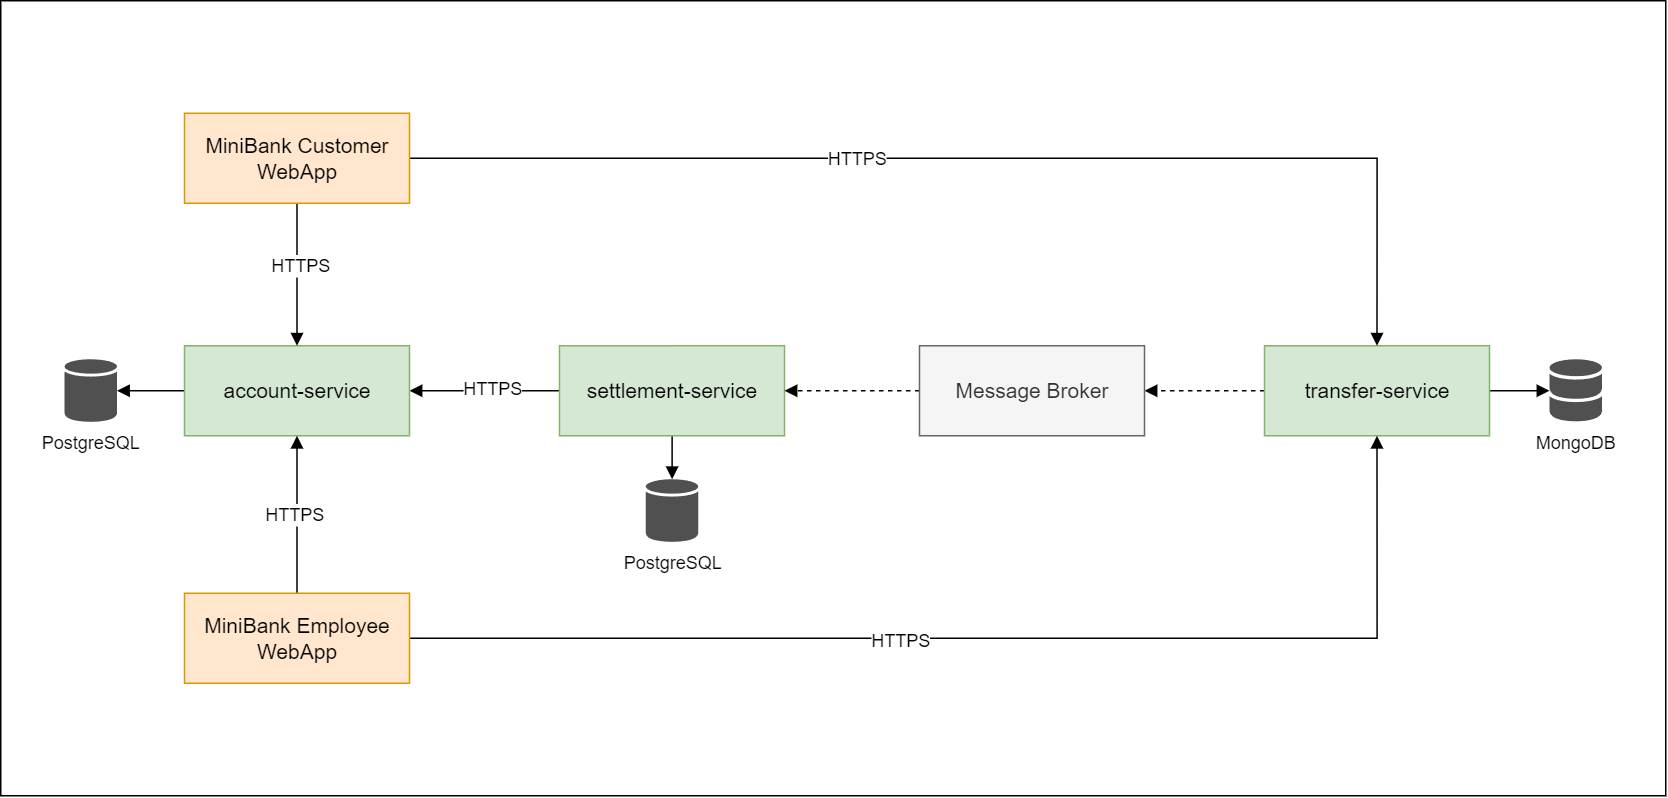 MiniBank Customer
WebApp
HTTPS
HTTPS
account-service
HTTPS
settlement-service
Message Broker
transfer-service
PostgreSQL
MongoDB
HTTPS
PostgreSQL
MiniBank Employee
WebApp
HTTPS